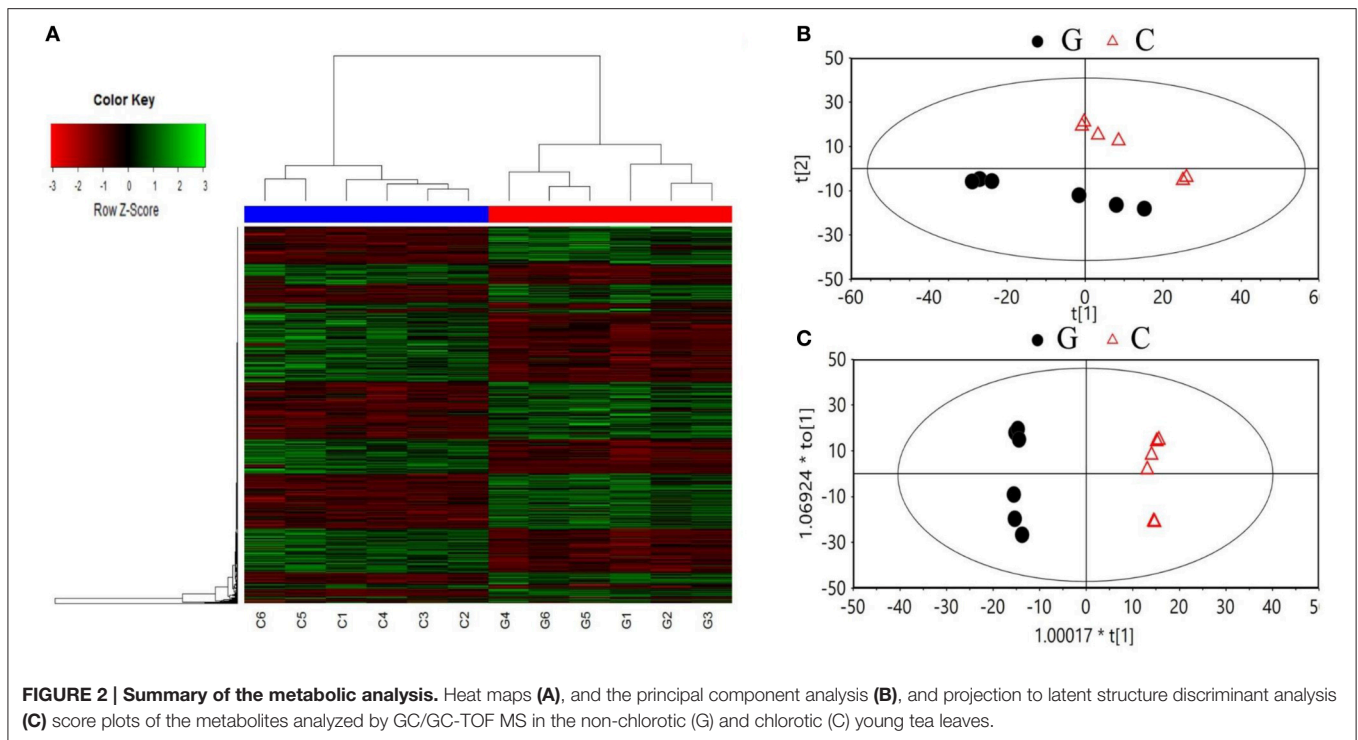 A
Color Key
-3 -2 -1 0 1 2 3
Row Z-Score
C6 C5 C1 C4 C3 C2 G4 G6 G5 G1 G2 G3
B
G C
50
30
10
-10
-30
-50
t[2]
-60 -40 -20 0 20 40 6
t[1]
C
G C
50
30
10
-10
-30
-50
1.06924 * to[1]
-50 -40 -30 -20 -10 0 10 20 30 40 50
1.00017 * t[1]
FIGURE 2 | Summary of the metabolic analysis. Heat maps (A), and the principal component analysis (B), and projection to latent structure discriminant analysis
(C) score plots of the metabolites analyzed by GC/GC-TOF MS in the non-chlorotic (G) and chlorotic (C) young tea leaves.